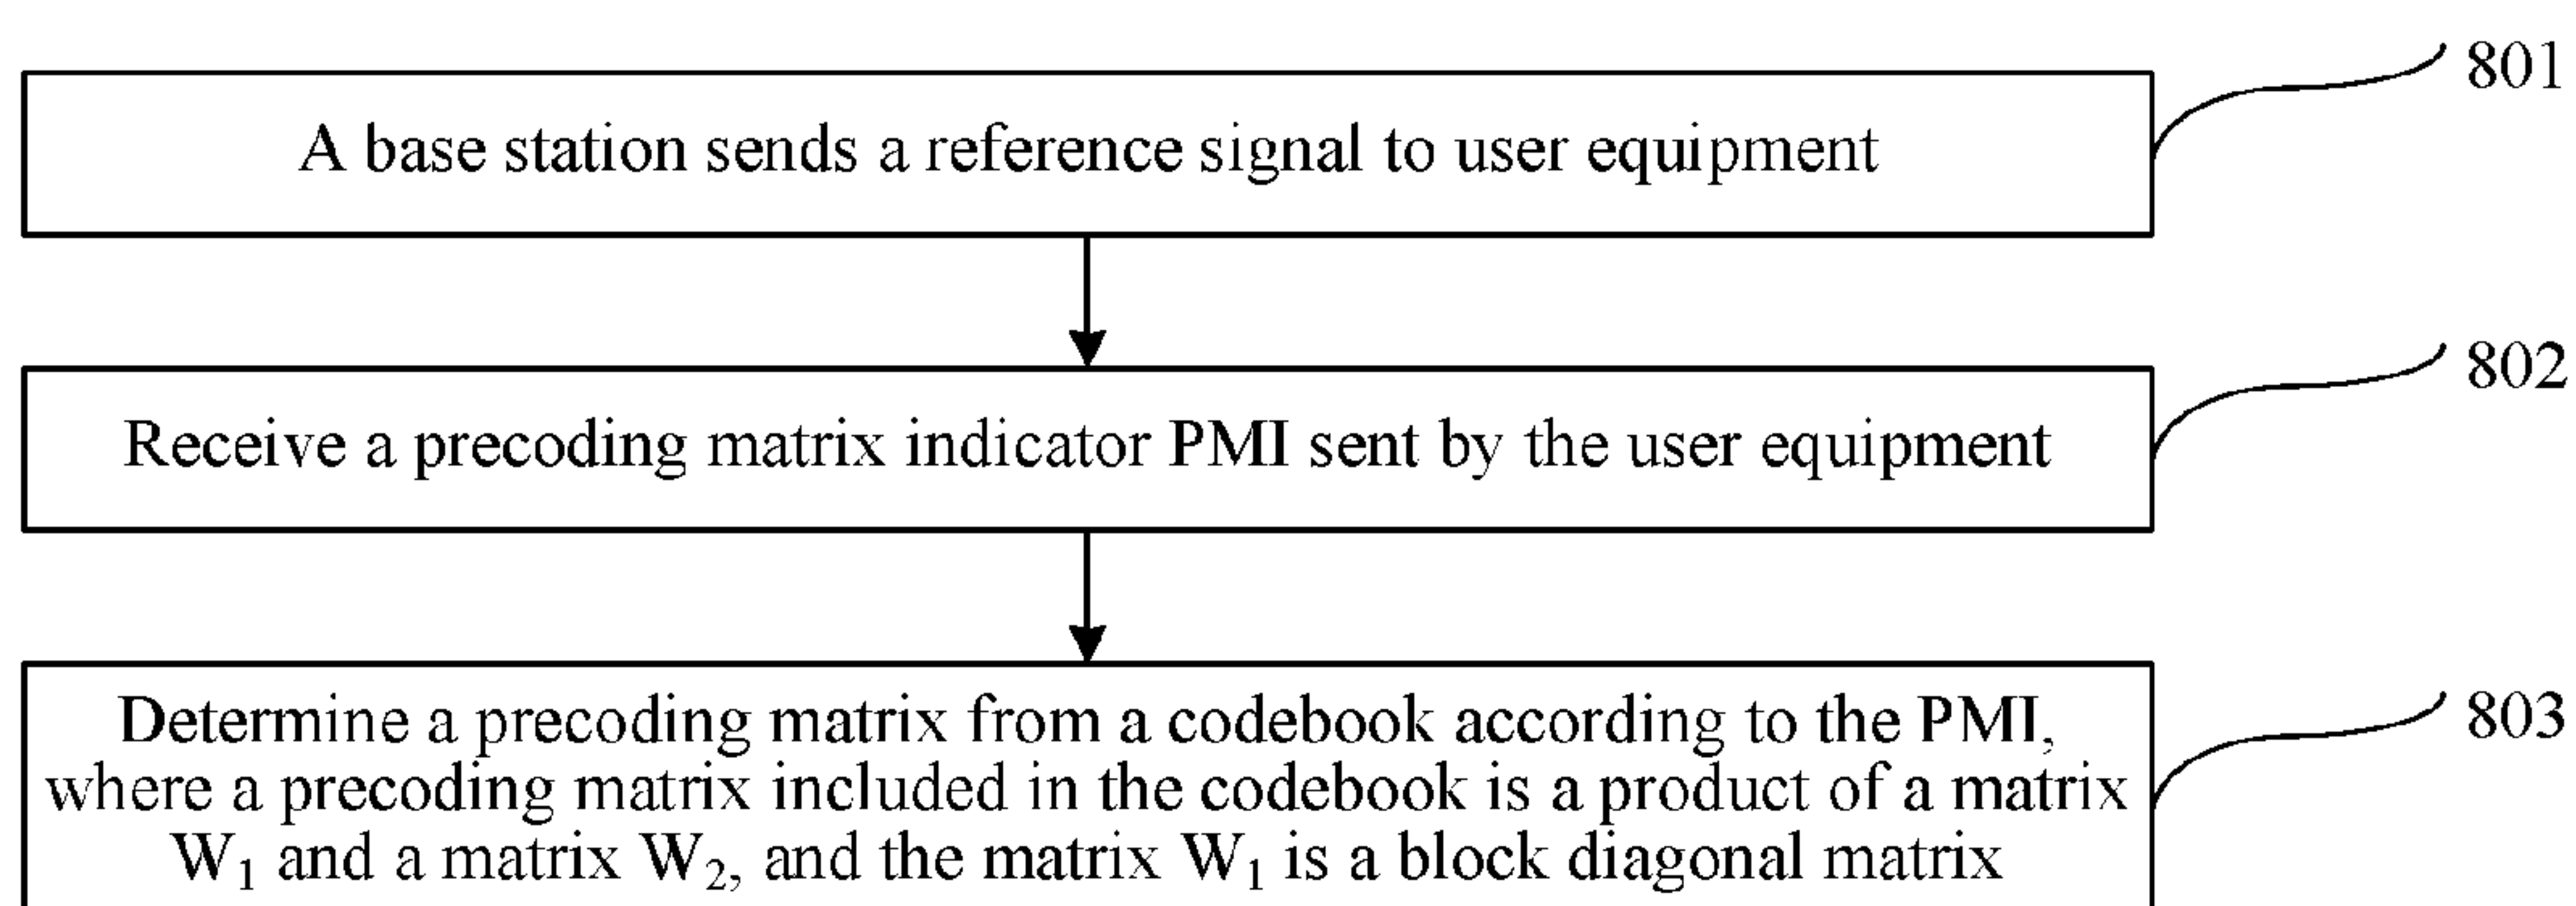 801
A base station sends a reference signal to user equipment
802
Receive a precoding matrix indicator PMI sent by the user equipment
803
Determine a precoding matrix from a codebook according to the PMI,
where a precoding matrix included in the codebook is a product of a matrix
W₁ and a matrix W₂, and the matrix W₁ is a block diagonal matrix